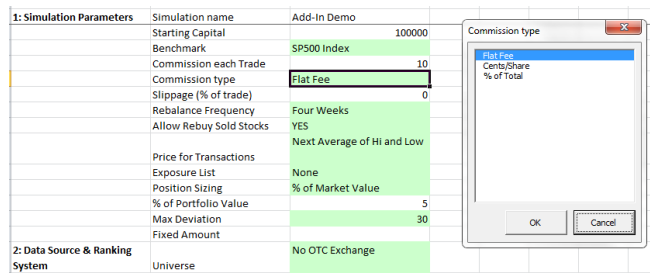 1: Simulation Parameters Simulation name Add-In Demo
Starting Capital 100000
Benchmark SP500 Index
Commission each Trade 10
Commission type Flat Fee
Slippage (% of trade) 0
Rebalance Frequency Four Weeks
Allow Rebuy Sold Stocks YES
Next Average of Hi and Low
Price for Transactions
Exposure List None
Position Sizing % of Market Value
% of Portfolio Value 5
Max Deviation 30
Fixed Amount
2: Data Source & Ranking No OTC Exchange
System Universe
Commission type
Flat Fee
Cents/Share
% of Total
OK Cancel